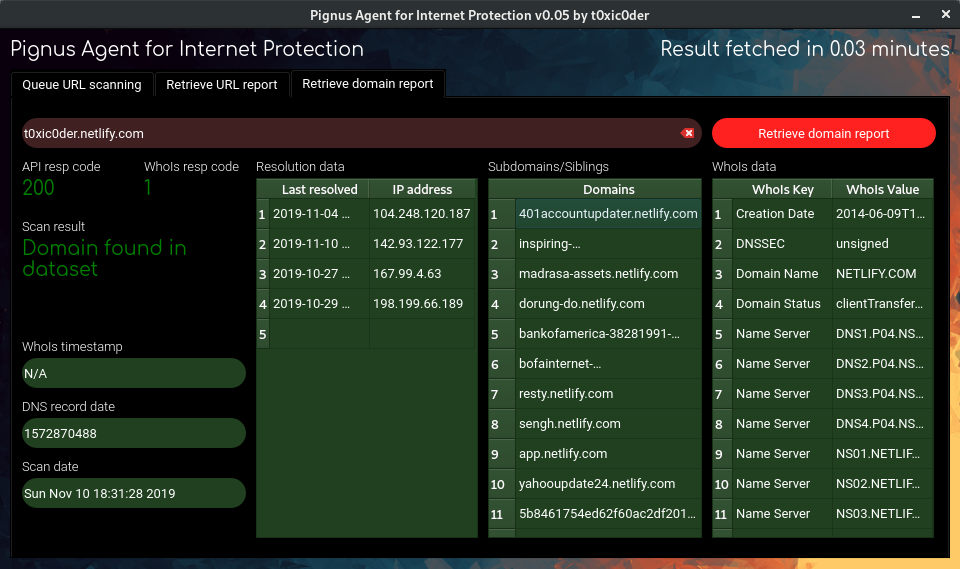 Pignus Agent for Internet Protection v0.05 by t0xic0der
Pignus Agent for Internet Protection
Result fetched in 0.03 minutes
Queue URL scanning Retrieve URL report Retrieve domain report
t0xic0der.netlify.com
Retrieve domain report
API resp code WhoIs resp code
200 1
Scan result
Domain found in
dataset
WhoIs timestamp
N/A
DNS record date
1572870488
Scan date
Sun Nov 10 18:31:28 2019
Resolution data
Last resolved IP address
1 2019-11-04 ... 104.248.120.187
2 2019-11-10 ... 142.93.122.177
3 2019-10-27 ... 167.99.4.63
4 2019-10-29 ... 198.199.66.189
5
Subdomains/Siblings
Domains
1 401accountupdater.netlify.com
2 inspiring-...
3 madrasa-assets.netlify.com
4 dorung-do.netlify.com
5 bankofamerica-38281991-...
6 bofainternet-...
7 resty.netlify.com
8 sengh.netlify.com
9 app.netlify.com
10 yahooupdate24.netlify.com
11 5b8461754ed62f60ac2df201...
WhoIs data
WhoIs Key WhoIs Value
1 Creation Date 2014-06-09T1...
2 DNSSEC unsigned
3 Domain Name NETLIFY.COM
4 Domain Status clientTransfer...
5 Name Server DNS1.P04.NS...
6 Name Server DNS2.P04.NS...
7 Name Server DNS3.P04.NS...
8 Name Server DNS4.P04.NS...
9 Name Server NS01.NETLIF...
10 Name Server NS02.NETLIF...
11 Name Server NS03.NETLIF...